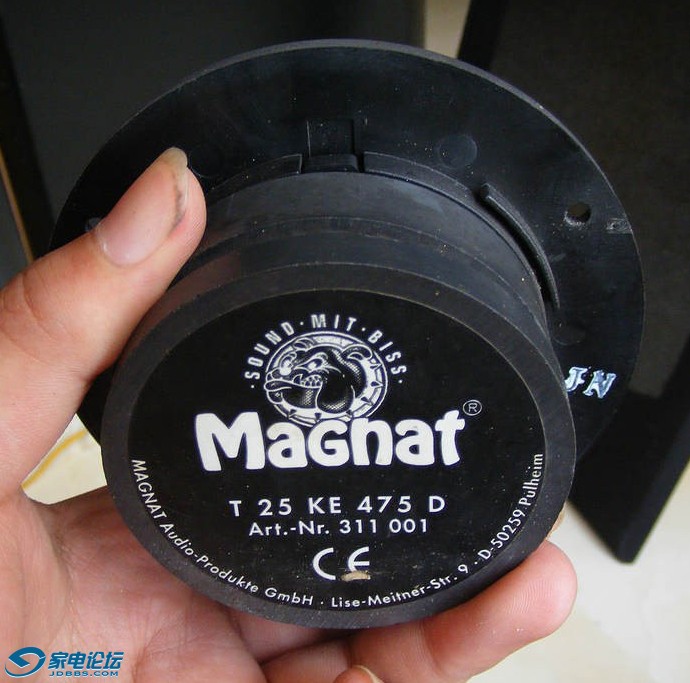 SOUND·MIT·BISS·
Magnat®
T 25 KE 475 D
Art.-Nr. 311 001
CE
MAGNAT Audio-Produkte GmbH · Lise-Meitner-Str. 9 · D-50259 Pulheim
JN
家电论坛
JDBBS.COM